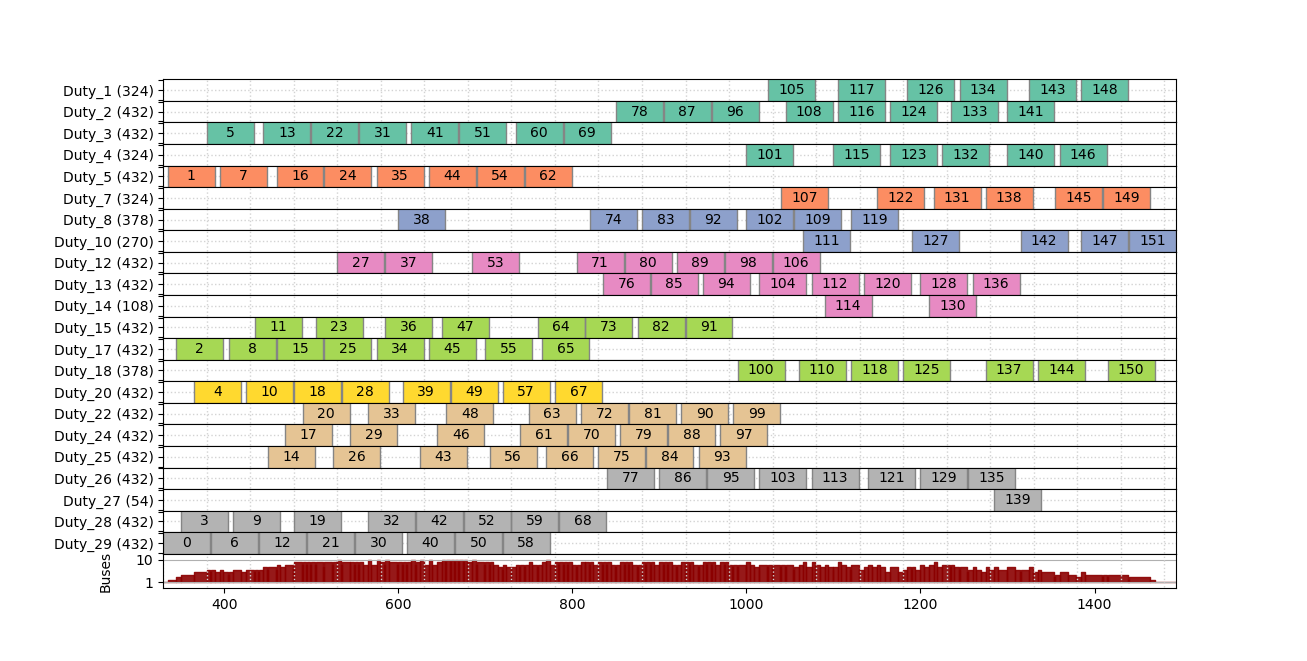 Duty_1 (324) 105 117 126 134 143 148
Duty_2 (432) 78 87 96 108 116 124 133 141
Duty_3 (432) 5 13 22 31 41 51 60 69
Duty_4 (324) 101 115 123 132 140 146
Duty_5 (432) 1 7 16 24 35 44 54 62
Duty_7 (324) 107 122 131 138 145 149
Duty_8 (378) 38 74 83 92 102 109 119
Duty_10 (270) 111 127 142 147 151
Duty_12 (432) 27 37 53 71 80 89 98 106
Duty_13 (432) 76 85 94 104 112 120 128 136
Duty_14 (108) 114 130
Duty_15 (432) 11 23 36 47 64 73 82 91
Duty_17 (432) 2 8 15 25 34 45 55 65
Duty_18 (378) 100 110 118 125 137 144 150
Duty_20 (432) 4 10 18 28 39 49 57 67
Duty_22 (432) 20 33 48 63 72 81 90 99
Duty_24 (432) 17 29 46 61 70 79 88 97
Duty_25 (432) 14 26 43 56 66 75 84 93
Duty_26 (432) 77 86 95 103 113 121 129 135
Duty_27 (54) 139
Duty_28 (432) 3 9 19 32 42 52 59 68
Duty_29 (432) 0 6 12 21 30 40 50 58
Buses
10
1
400 600 800 1000 1200 1400